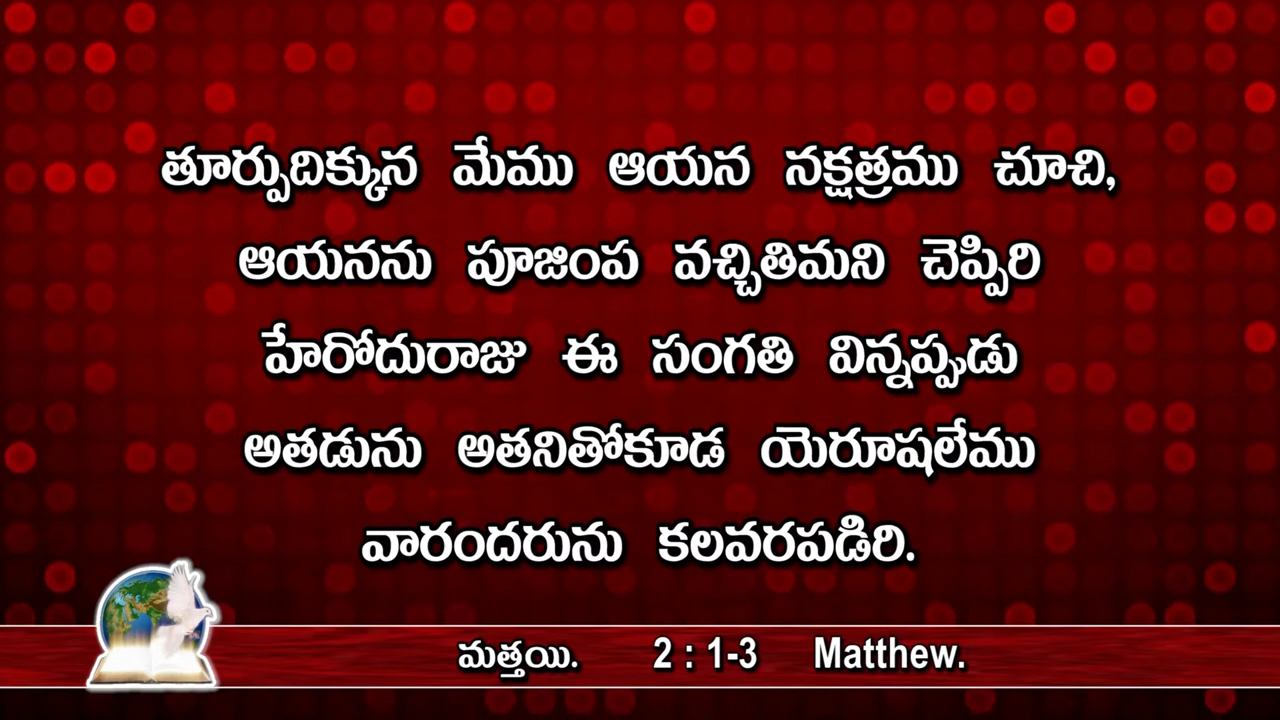 తూర్పుదిక్కున మేము ఆయన నక్షత్రము చూచి,
ఆయనను పూజింప వచ్చితిమని చెప్పిరి
హేరోదురాజు ఈ సంగతి విన్నప్పుడు
అతడును అతనితోకూడ యెరూషలేము
వారందరును కలవరపడిరి.
మత్తయి. 2 : 1-3 Matthew.